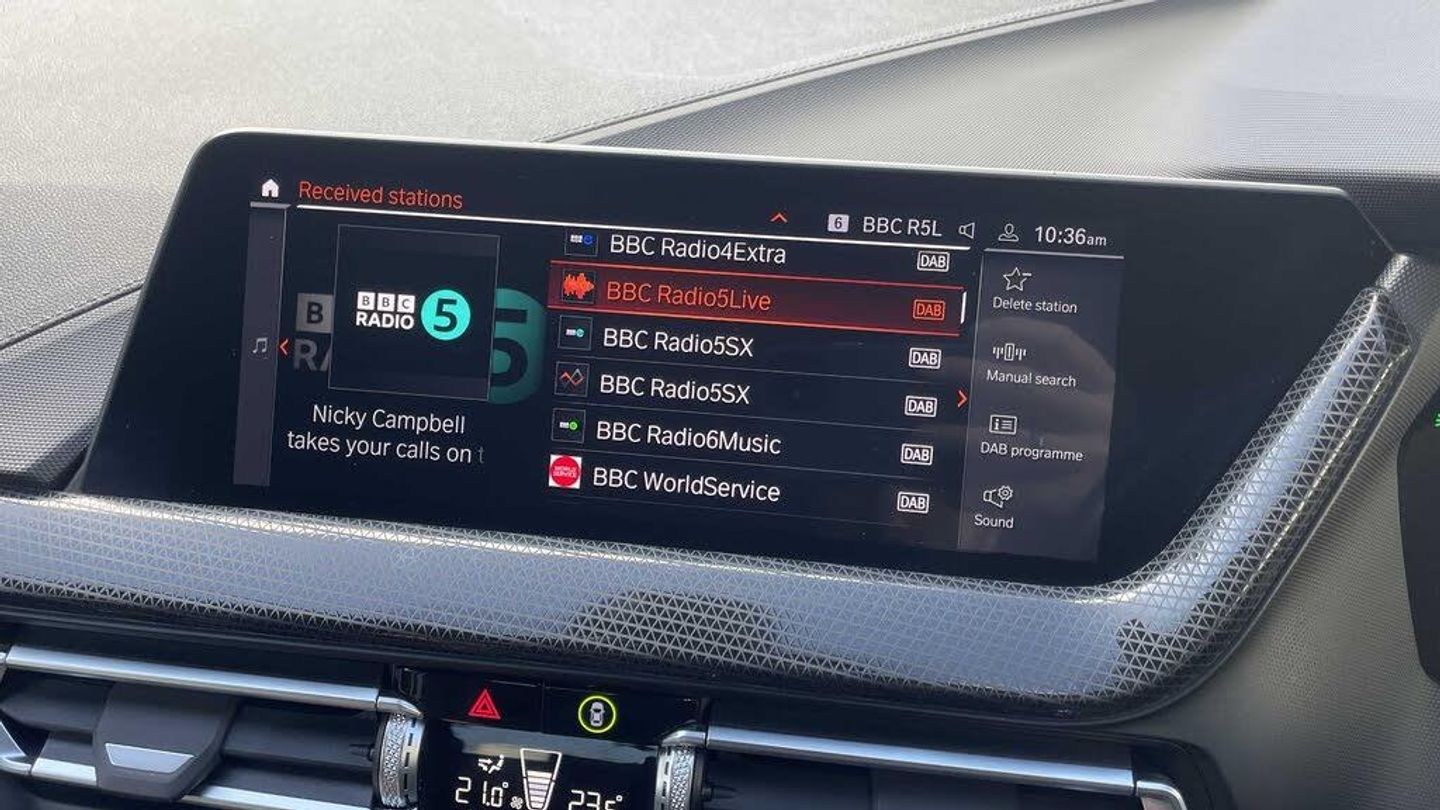 Received stations
6 BBC R5L 10:36am
BBC
RADIO 5
Nicky Campbell
takes your calls on t
BBC Radio4Extra DAB
BBC Radio5Live DAB
BBC Radio5SX DAB
BBC Radio5SX DAB
BBC Radio6Music DAB
WORLD
SERVICE
BBC WorldService DAB
Delete station
Manual search
DAB programme
Sound
21.0°
23.5°